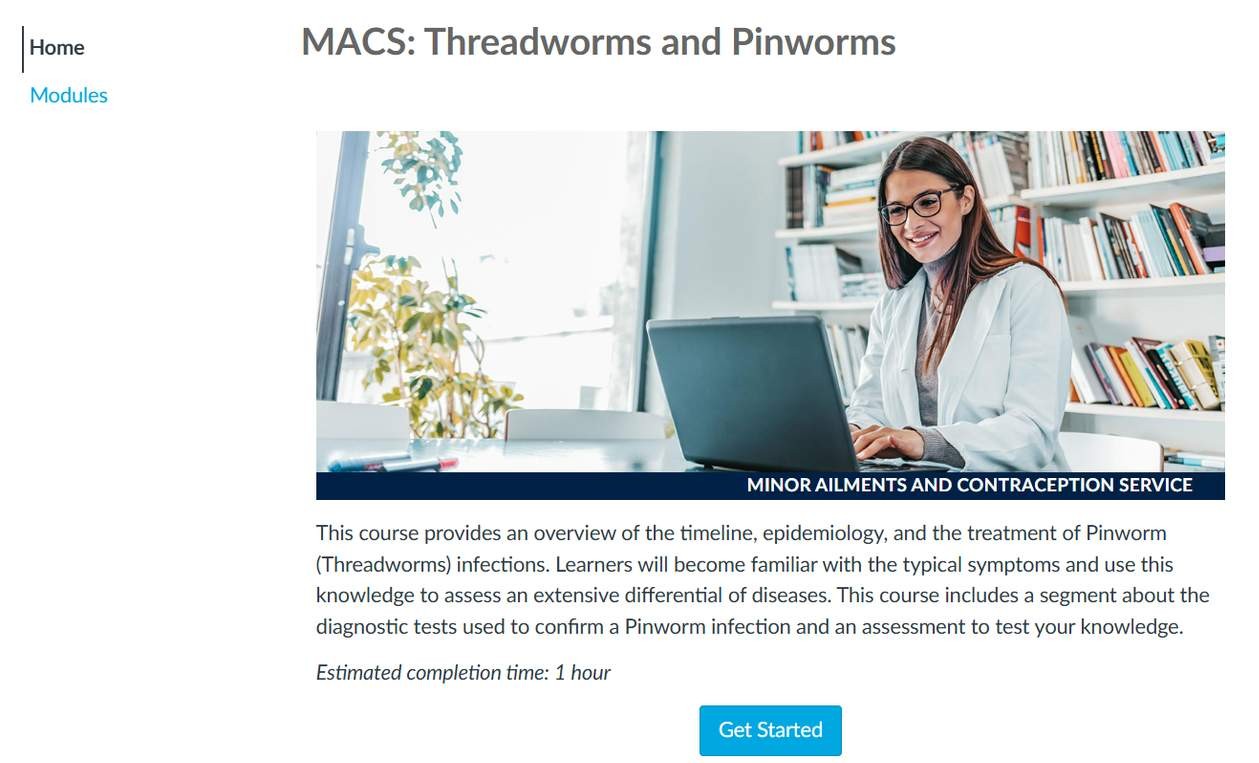 Home
Modules
MACS: Threadworms and Pinworms
MINOR AILMENTS AND CONTRACEPTION SERVICE
This course provides an overview of the timeline, epidemiology, and the treatment of Pinworm
(Threadworms) infections. Learners will become familiar with the typical symptoms and use this
knowledge to assess an extensive differential of diseases. This course includes a segment about the
diagnostic tests used to confirm a Pinworm infection and an assessment to test your knowledge.
Estimated completion time: 1 hour
Get Started